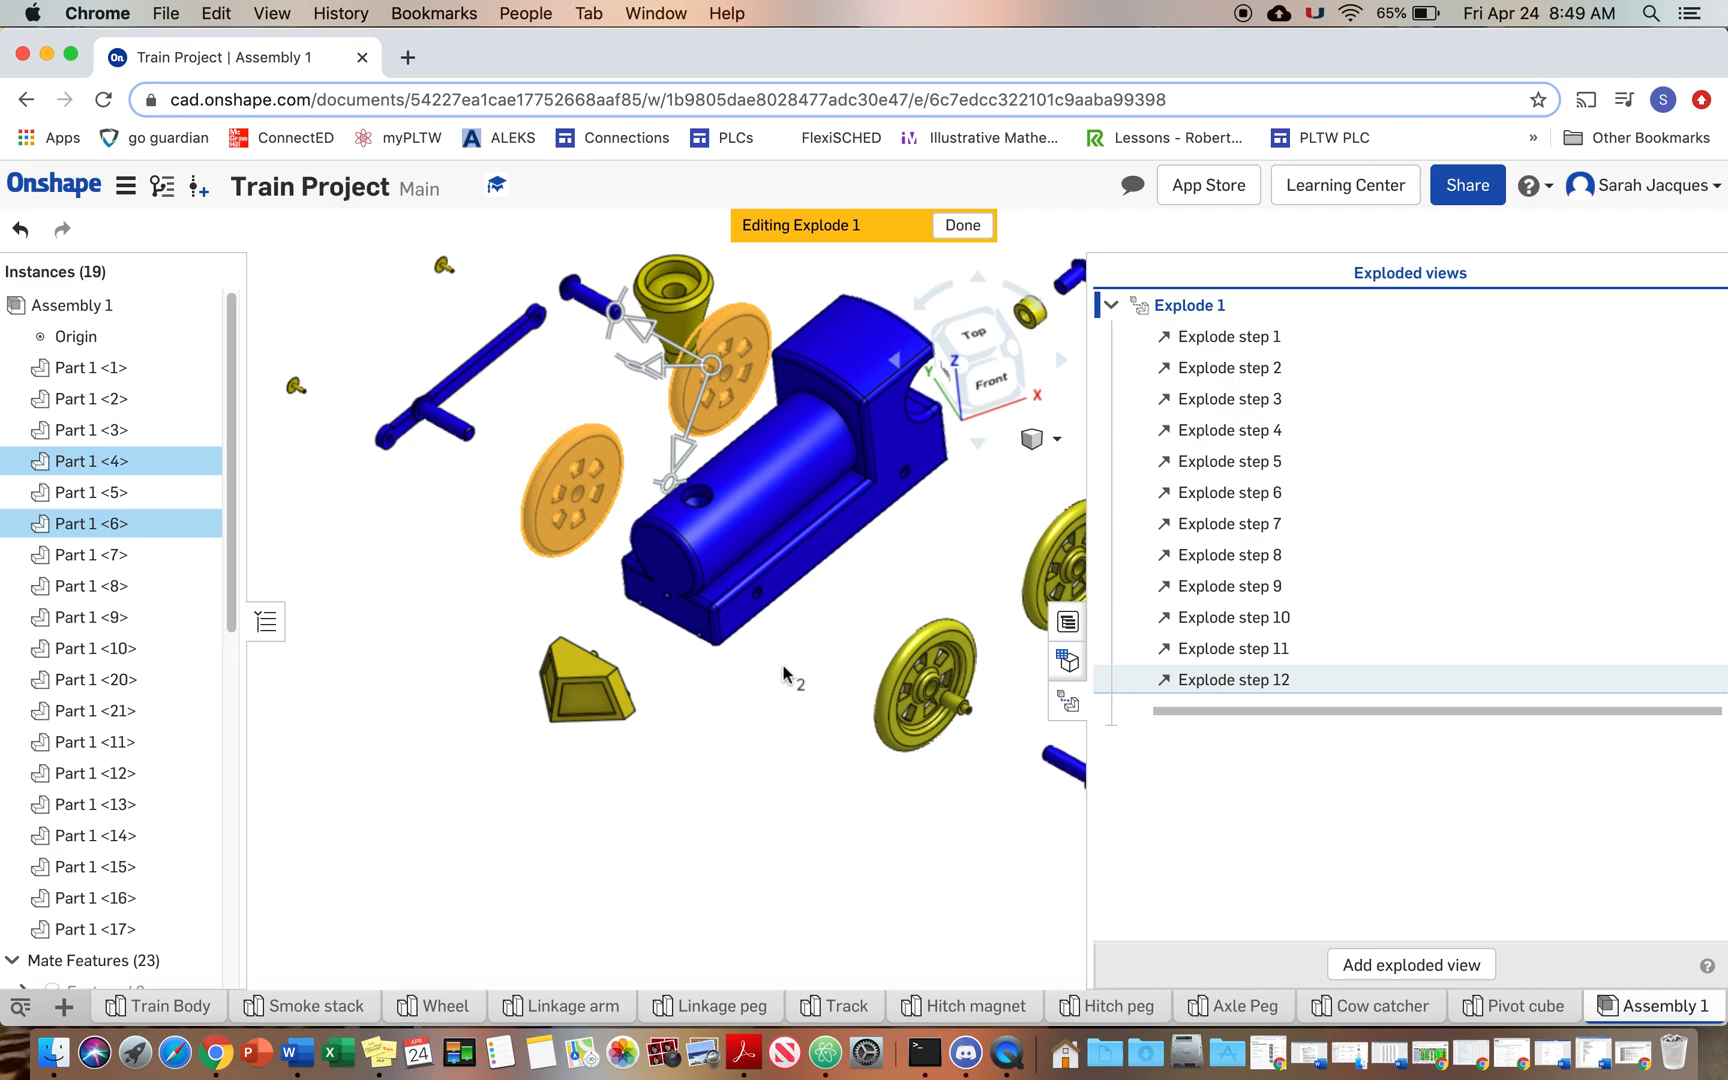 Chrome File Edit View History Bookmarks People Tab Window Help 65% Fri Apr 24 8:49 AM
On Train Project | Assembly 1
cad.onshape.com/documents/54227ea1cae17752668aaf85/w/1b9805dae8028477adc30e47/e/6c7edcc322101c9aaba99398 S
Apps go guardian ConnectED myPLTW ALEKS Connections PLCs FlexiSCHED Illustrative Mathe... Lessons - Robert... PLTW PLC » Other Bookmarks
Onshape Train Project Main App Store Learning Center Share Sarah Jacques
Editing Explode 1 Done
Instances (19)
Exploded views
Assembly 1
Explode 1
Origin
Explode step 1
Part 1 <1>
Explode step 2
Part 1 <2>
Explode step 3
Part 1 <3>
Explode step 4
Part 1 <4>
Explode step 5
Part 1 <5>
Explode step 6
Part 1 <6>
Explode step 7
Part 1 <7>
Explode step 8
Part 1 <8>
Explode step 9
Part 1 <9>
Explode step 10
Part 1 <10>
Explode step 11
Part 1 <20>
Explode step 12
Part 1 <21>
Part 1 <11>
Part 1 <12>
Part 1 <13>
Part 1 <14>
Part 1 <15>
Part 1 <16>
Part 1 <17>
Mate Features (23)
Top
Front
Z
Y
X
2
Add exploded view
Train Body Smoke stack Wheel Linkage arm Linkage peg Track Hitch magnet Hitch peg Axle Peg Cow catcher Pivot cube Assembly 1
APR
24